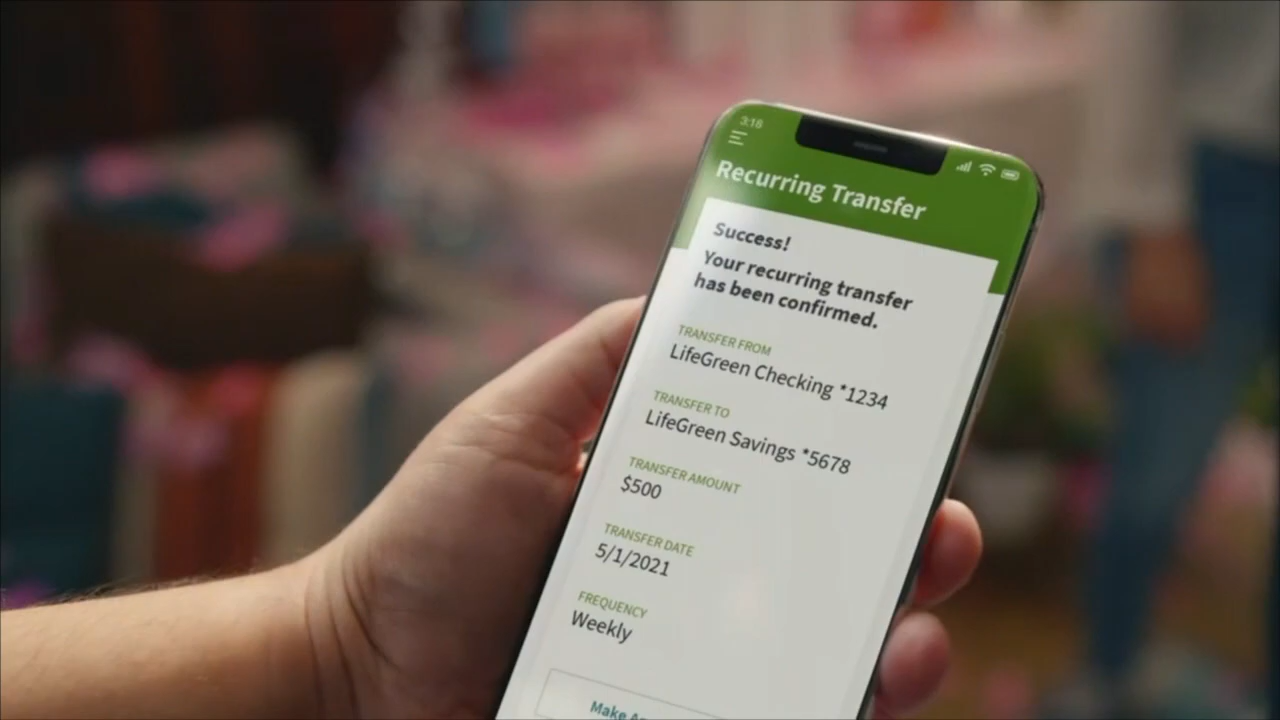 3:18
Recurring Transfer
Success!
Your recurring transfer
has been confirmed.
TRANSFER FROM
LifeGreen Checking *1234
TRANSFER TO
LifeGreen Savings *5678
TRANSFER AMOUNT
$500
TRANSFER DATE
5/1/2021
FREQUENCY
Weekly
Make